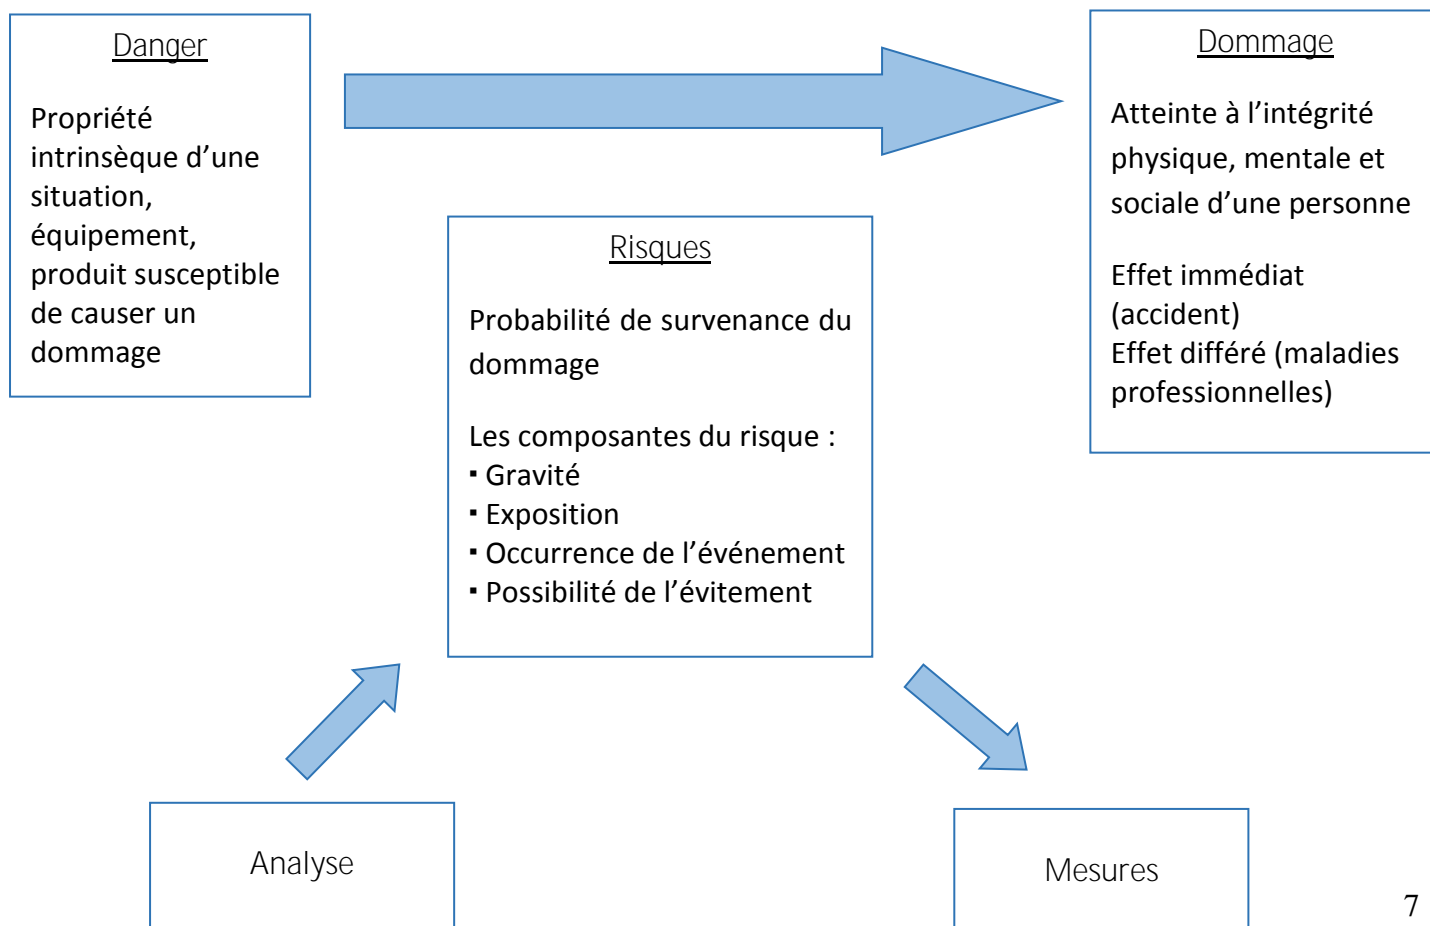 Danger
Propriété
intrinsèque d’une
situation,
équipement,
produit susceptible
de causer un
dommage
Risques
Probabilité de survenance du
dommage
Les composantes du risque :
▪ Gravité
▪ Exposition
▪ Occurrence de l’événement
▪ Possibilité de l’évitement
Dommage
Atteinte à l’intégrité
physique, mentale et
sociale d’une personne
Effet immédiat
(accident)
Effet différé (maladies
professionnelles)
Analyse
Mesures
7